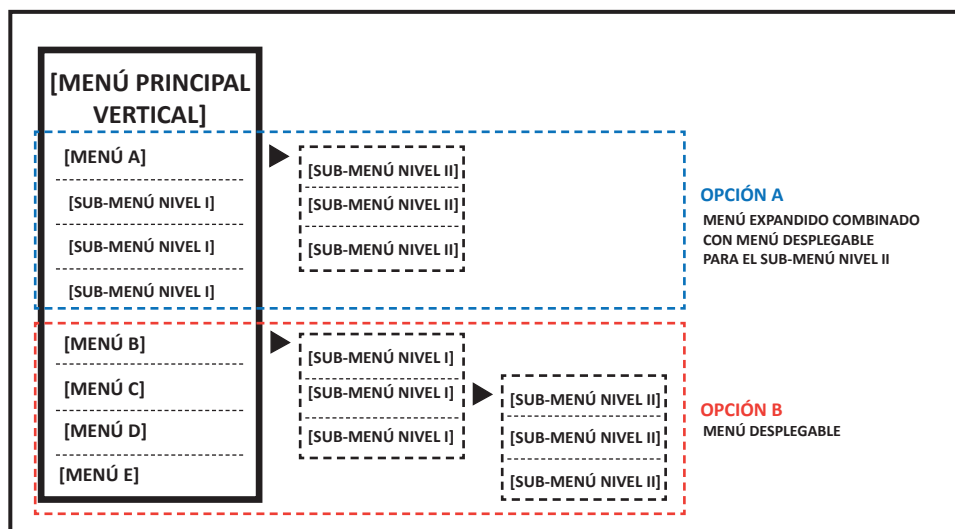 [MENÚ PRINCIPAL
VERTICAL]
[MENÚ A]
[SUB-MENÚ NIVEL I]
[SUB-MENÚ NIVEL I]
[SUB-MENÚ NIVEL I]
[SUB-MENÚ NIVEL II]
[SUB-MENÚ NIVEL II]
[SUB-MENÚ NIVEL II]
OPCIÓN A
MENÚ EXPANDIDO COMBINADO
CON MENÚ DESPLEGABLE
PARA EL SUB-MENÚ NIVEL II
[MENÚ B]
[MENÚ C]
[MENÚ D]
[MENÚ E]
[SUB-MENÚ NIVEL I]
[SUB-MENÚ NIVEL I]
[SUB-MENÚ NIVEL I]
[SUB-MENÚ NIVEL II]
[SUB-MENÚ NIVEL II]
[SUB-MENÚ NIVEL II]
OPCIÓN B
MENÚ DESPLEGABLE